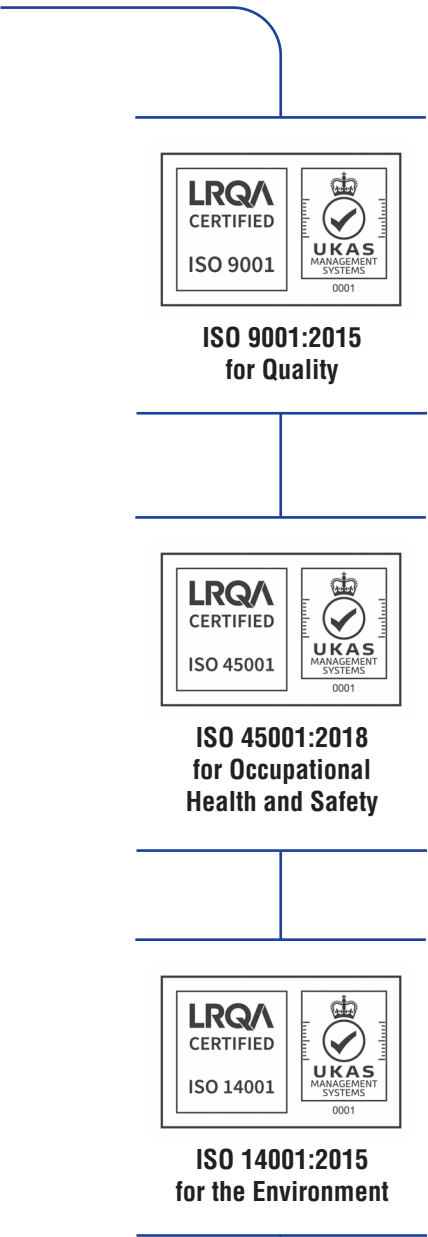 LRQA
CERTIFIED
ISO 9001
UKAS
MANAGEMENT
SYSTEMS
0001
ISO 9001:2015
for Quality
LRQA
CERTIFIED
ISO 45001
UKAS
MANAGEMENT
SYSTEMS
0001
ISO 45001:2018
for Occupational
Health and Safety
LRQA
CERTIFIED
ISO 14001
UKAS
MANAGEMENT
SYSTEMS
0001
ISO 14001:2015
for the Environment